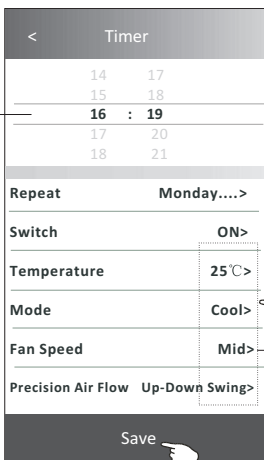 < Timer
14 17
15 18
16 : 19
17 20
18 21
Repeat Monday....>
Switch ON>
Temperature 25℃>
Mode Cool>
Fan Speed Mid>
Precision Air Flow Up-Down Swing>
Save